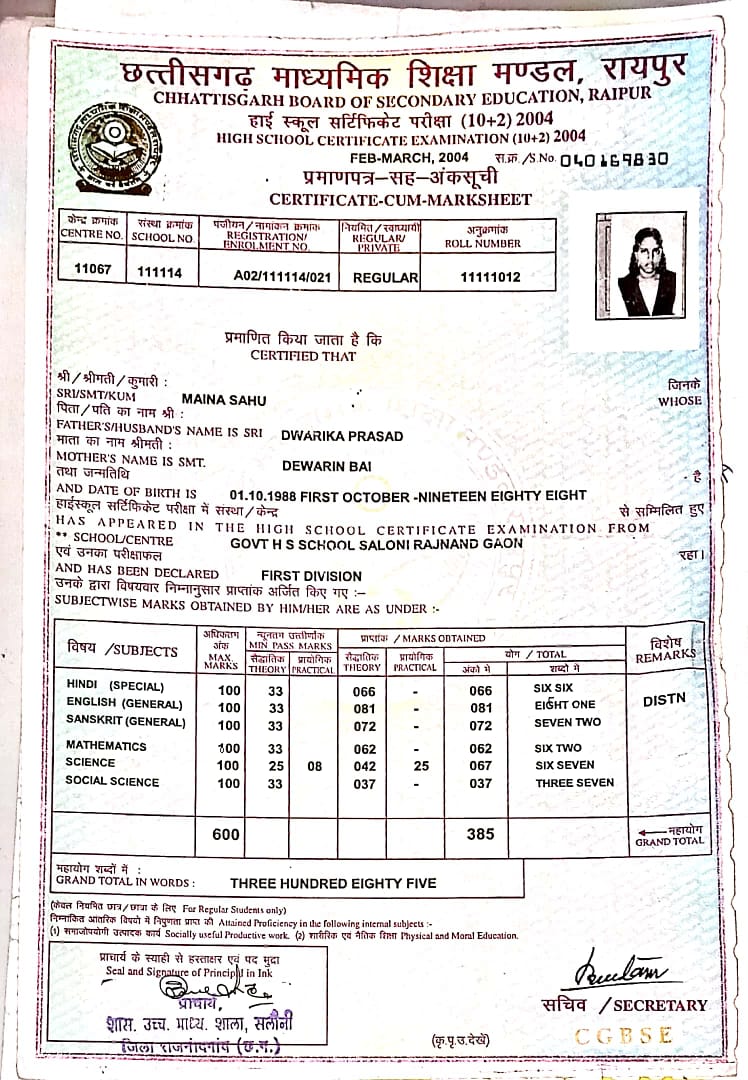 छत्तीसगढ़ माध्यमिक शिक्षा मण्डल, रायपुर
CHHATTISGARH BOARD OF SECONDARY EDUCATION, RAIPUR
हाई स्कूल सर्टिफिकेट परीक्षा (10+2) 2004
HIGH SCHOOL CERTIFICATE EXAMINATION (10+2) 2004
FEB-MARCH, 2004 स.क्र./S.No. 040169830
प्रमाणपत्र-सह-अंकसूची
CERTIFICATE-CUM-MARKSHEET
केन्द्र क्रमांक संस्था क्रमांक पंजीयन/नामांकन क्रमांक नियमित/स्वाध्यायी अनुक्रमांक
CENTRE NO. SCHOOL NO. REGISTRATION/ ENROLMENT NO. REGULAR/ PRIVATE ROLL NUMBER
11067 111114 A02/111114/021 REGULAR 11111012
प्रमाणित किया जाता है कि
CERTIFIED THAT
श्री/श्रीमती/कुमारी : जिनके
SRI/SMT/KUM MAINA SAHU WHOSE
पिता/पति का नाम श्री :
FATHER'S/HUSBAND'S NAME IS SRI DWARIKA PRASAD
माता का नाम श्रीमती :
MOTHER'S NAME IS SMT. DEWARIN BAI
तथा जन्मतिथि है
AND DATE OF BIRTH IS 01.10.1988 FIRST OCTOBER -NINETEEN EIGHTY EIGHT
हाईस्कूल सर्टिफिकेट परीक्षा में संस्था/केन्द्र से सम्मिलित हुए
HAS APPEARED IN THE HIGH SCHOOL CERTIFICATE EXAMINATION FROM
** SCHOOL/CENTRE GOVT H S SCHOOL SALONI RAJNAND GAON
एवं उनका परीक्षाफल रहा।
AND HAS BEEN DECLARED FIRST DIVISION
उनके द्वारा विषयवार निम्नानुसार प्राप्तांक अर्जित किए गए :-
SUBJECTWISE MARKS OBTAINED BY HIM/HER ARE AS UNDER :-
विषय /SUBJECTS अधिकतम अंक MAX. MARKS न्यूनतम उत्तीर्णांक MIN PASS MARKS प्राप्तांक / MARKS OBTAINED विशेष REMARKS
सैद्धांतिक THEORY प्रायोगिक PRACTICAL सैद्धांतिक THEORY प्रायोगिक PRACTICAL योग / TOTAL
अंकों में शब्दों में
HINDI (SPECIAL) 100 33 066 - 066 SIX SIX
ENGLISH (GENERAL) 100 33 081 - 081 EIGHT ONE DISTN
SANSKRIT (GENERAL) 100 33 072 - 072 SEVEN TWO
MATHEMATICS 100 33 062 - 062 SIX TWO
SCIENCE 100 25 08 042 25 067 SIX SEVEN
SOCIAL SCIENCE 100 33 037 - 037 THREE SEVEN
600 385 महायोग
GRAND TOTAL
महायोग शब्दों में :
GRAND TOTAL IN WORDS : THREE HUNDRED EIGHTY FIVE
(केवल नियमित छात्र/छात्रा के लिए For Regular Students only)
निम्नांकित आंतरिक विषयों में निपुणता प्राप्त की Attained Proficiency in the following internal subjects :-
(1) समाजोपयोगी उत्पादक कार्य Socially useful Productive work. (2) शारीरिक एवं नैतिक शिक्षा Physical and Moral Education.
प्राचार्य के स्याही से हस्ताक्षर एवं पद मुद्रा
Seal and Signature of Principal in Ink
प्राचार्य,
शास. उच्च. माध्य. शाला, सलौनी
जिला राजनांदगांव (छ.ग.)
सचिव / SECRETARY
CGBSE
(कृ.पृ.उ.देखें)